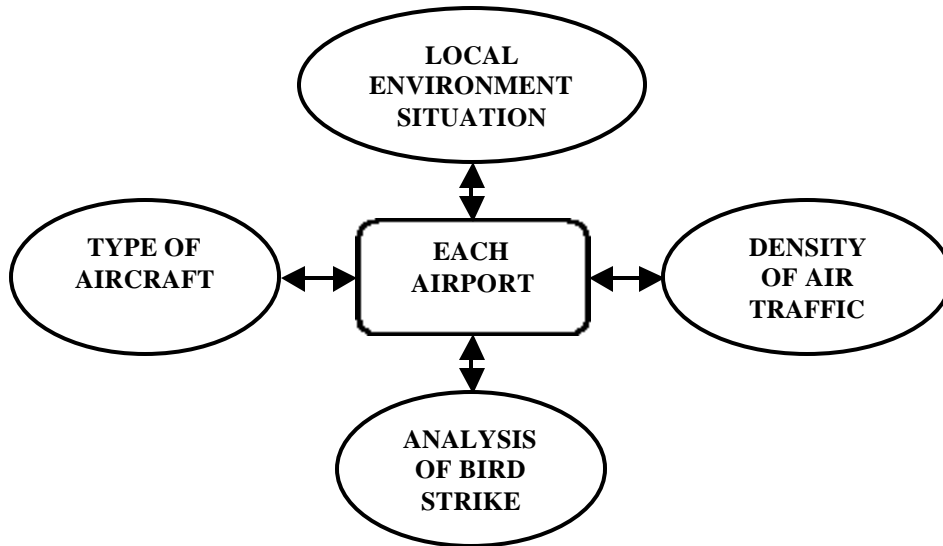 LOCAL
ENVIRONMENT
SITUATION
TYPE OF
AIRCRAFT
EACH
AIRPORT
DENSITY
OF AIR
TRAFFIC
ANALYSIS
OF BIRD
STRIKE